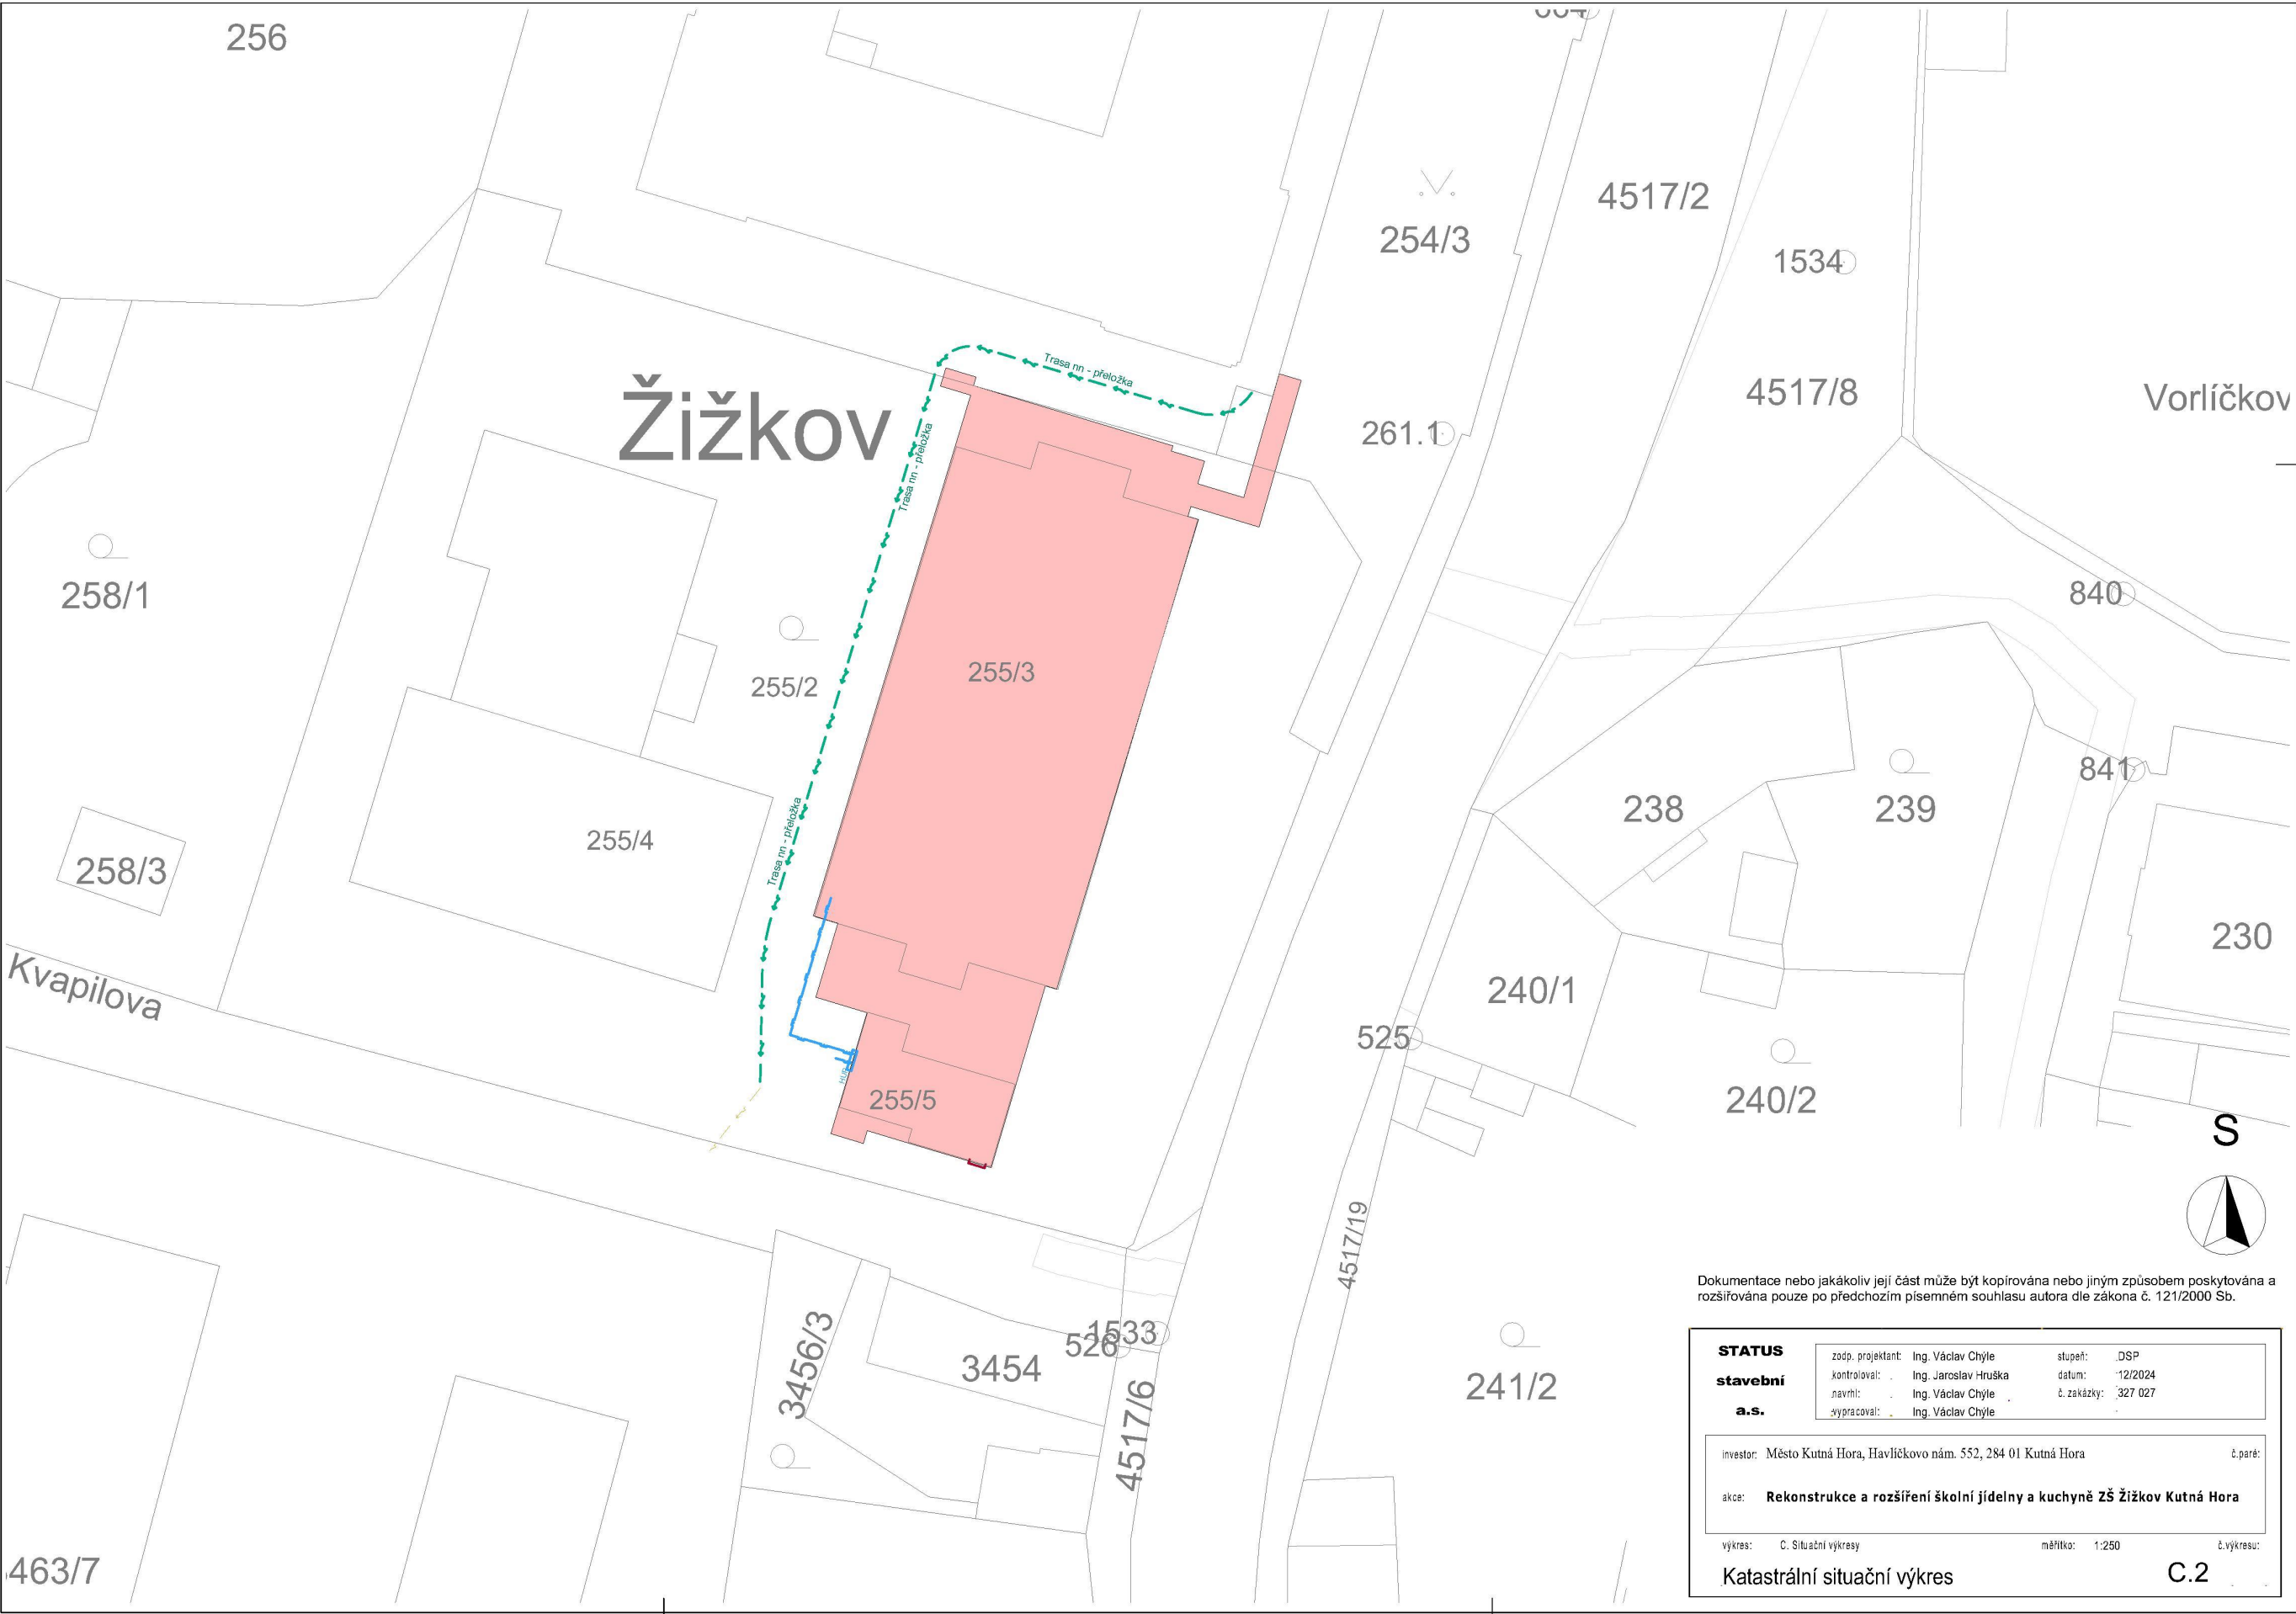 256
4517/2
254/3
1534
Žižkov
Trasa nn - přeložka
4517/8
Vorlíčkov
261.1
Trasa nn - přeložka
258/1
840
255/2
255/3
841
238
239
255/4
Trasa nn - přeložka
258/3
230
Kvapilova
240/1
525
255/5
240/2
S
4517/19
Dokumentace nebo jakákoliv její část může být kopírována nebo jiným způsobem poskytována a
rozšiřována pouze po předchozím písemném souhlasu autora dle zákona č. 121/2000 Sb.
3456/3
3454
526
1533
4517/6
241/2
463/7
STATUS
stavební
a.s.
zodp. projektant: Ing. Václav Chýle stupeň: DSP
kontroloval: Ing. Jaroslav Hruška datum: 12/2024
navrhl: Ing. Václav Chýle č. zakázky: 327 027
vypracoval: Ing. Václav Chýle
investor: Město Kutná Hora, Havlíčkovo nám. 552, 284 01 Kutná Hora č.paré:
akce: Rekonstrukce a rozšíření školní jídelny a kuchyně ZŠ Žižkov Kutná Hora
výkres: C. Situační výkresy měřítko: 1:250 č.výkresu:
Katastrální situační výkres C.2